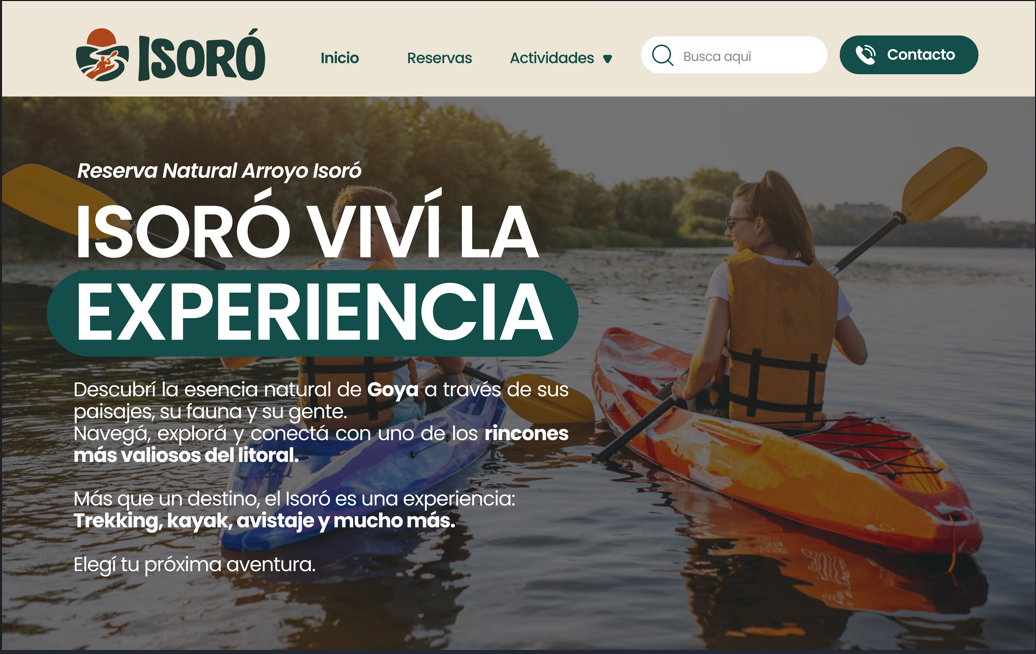 ISORÓ
Inicio
Reservas
Actividades
Busca aquí
Contacto
Reserva Natural Arroyo Isoró
ISORÓ VIVÍ LA
EXPERIENCIA
Descubrí la esencia natural de Goya a través de sus
paisajes, su fauna y su gente.
Navegá, explorá y conectá con uno de los rincones
más valiosos del litoral.
Más que un destino, el Isoró es una experiencia:
Trekking, kayak, avistaje y mucho más.
Elegí tu próxima aventura.